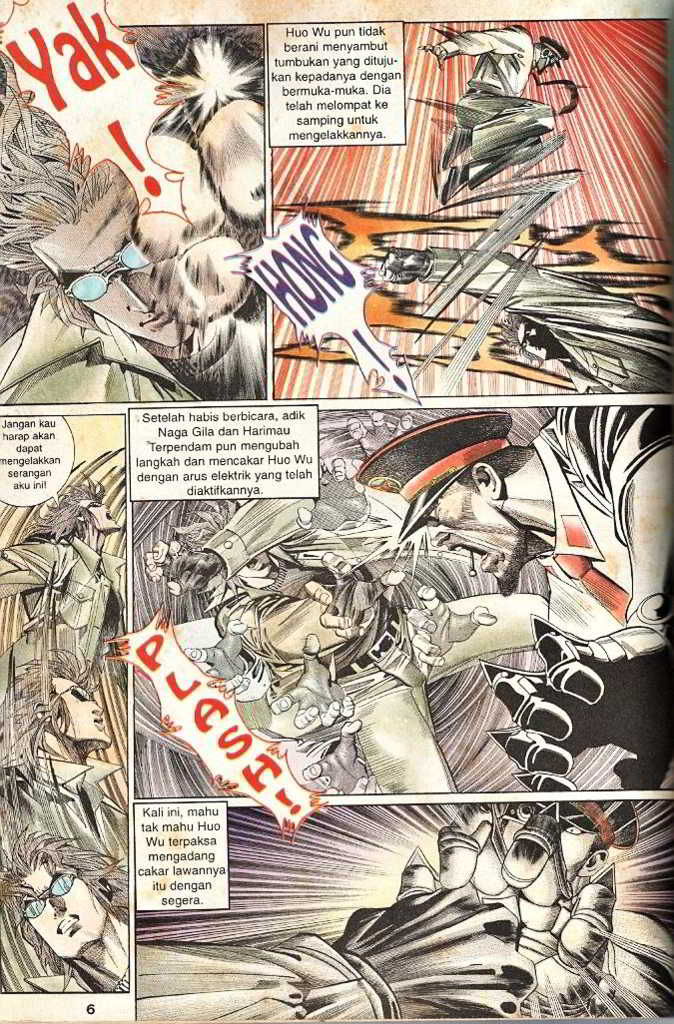 Yak
!
Huo Wu pun tidak
berani menyambut
tumbukan yang dituju-
kan kepadanya dengan
bermuka-muka. Dia
telah melompat ke
samping untuk
mengelakkannya.
HONG
!
Jangan kau
harap akan
dapat
mengelakkan
serangan
aku ini!
Setelah habis berbicara, adik
Naga Gila dan Harimau
Terpendam pun mengubah
langkah dan mencakar Huo Wu
dengan arus elektrik yang telah
diaktifkannya.
PLASH!
Kali ini, mahu
tak mahu Huo
Wu terpaksa
mengadang
cakar lawannya
itu dengan
segera.
6